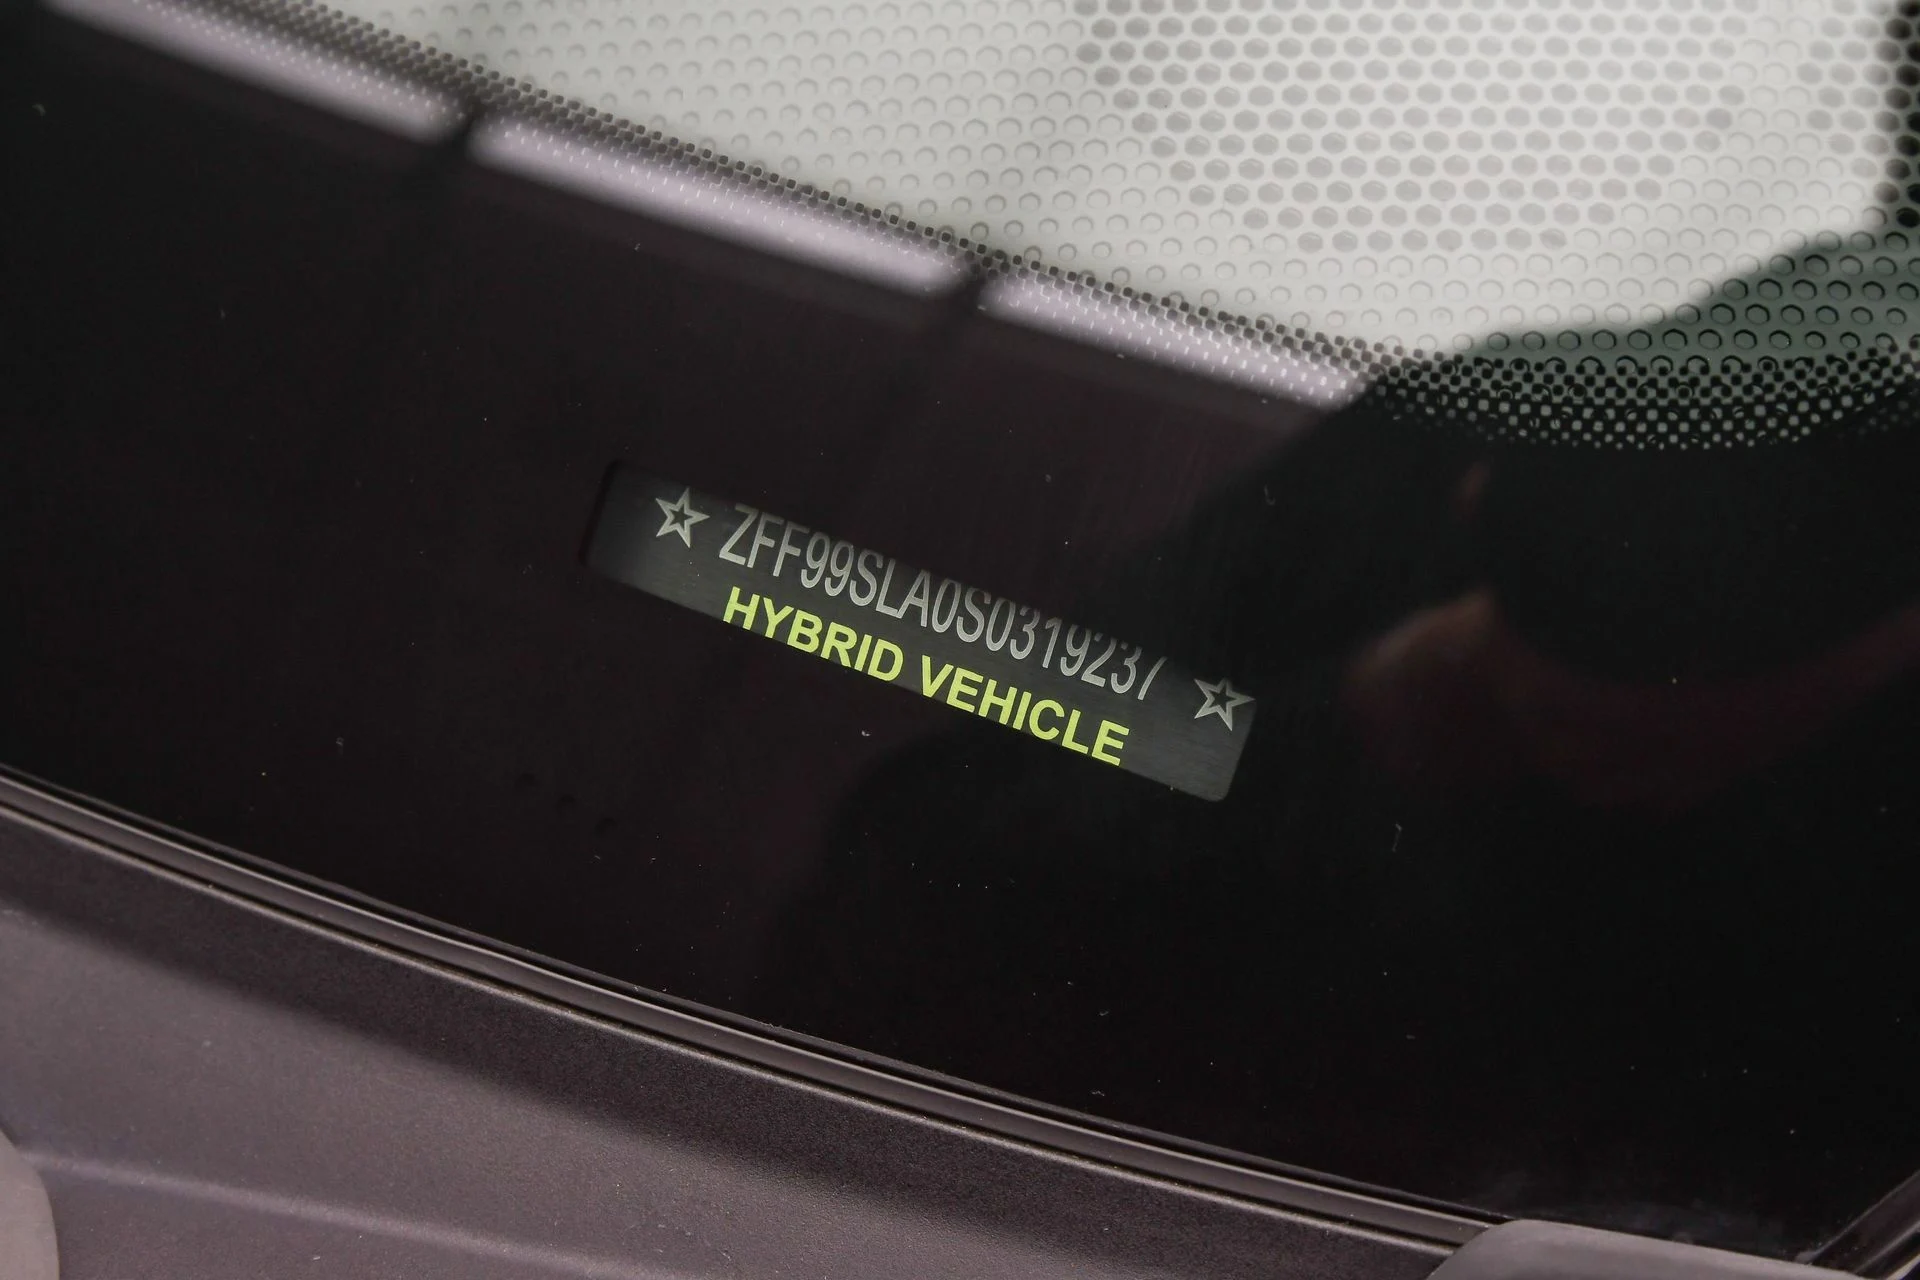 ☆ ZFF99SLA0S0319237 ☆
HYBRID VEHICLE